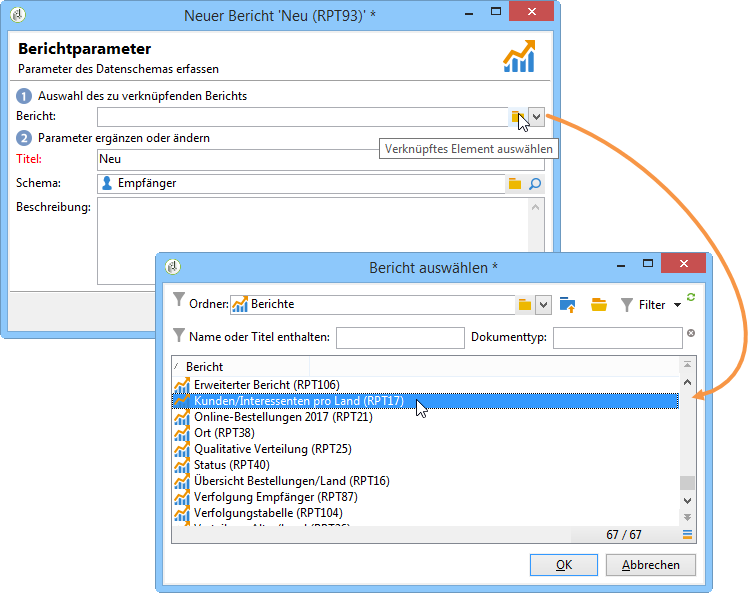 Neuer Bericht 'Neu (RPT93)' *
Berichtparameter
Parameter des Datenschemas erfassen
1 Auswahl des zu verknüpfenden Berichts
Bericht:
2 Parameter ergänzen oder ändern
Verknüpftes Element auswählen
Titel: Neu
Schema: Empfänger
Beschreibung:
Bericht auswählen *
Ordner: Berichte
Filter
Name oder Titel enthalten:
Dokumenttyp:
Bericht
Erweiterter Bericht (RPT106)
Kunden/Interessenten pro Land (RPT17)
Online-Bestellungen 2017 (RPT21)
Ort (RPT38)
Qualitative Verteilung (RPT25)
Status (RPT40)
Übersicht Bestellungen/Land (RPT16)
Verfolgung Empfänger (RPT87)
Verfolgungstabelle (RPT104)
67 / 67
OK
Abbrechen